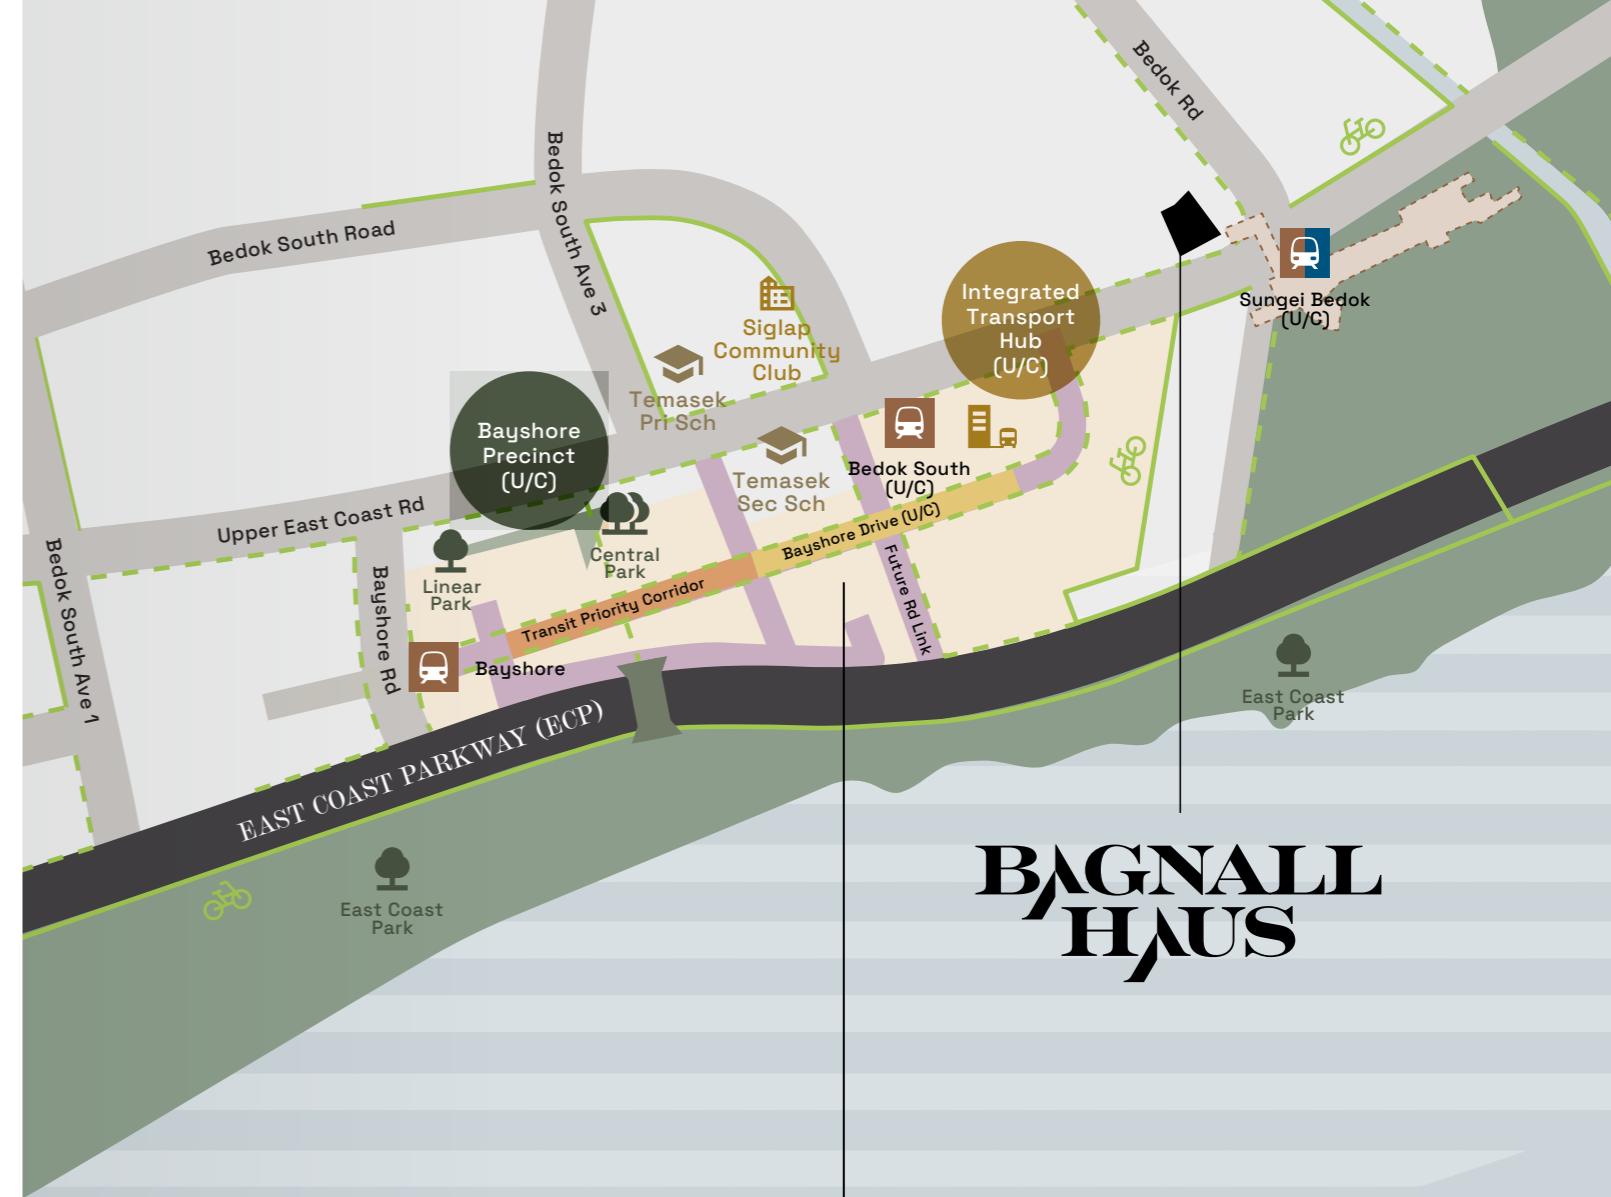 Bedok Rd
Bedok South Ave 3
Bedok South Road
Integrated
Transport
Hub
(U/C)
Sungei Bedok
(U/C)
Siglap
Community
Club
Temasek
Pri Sch
Bayshore
Precinct
(U/C)
Temasek
Sec Sch
Bedok South
(U/C)
Upper East Coast Rd
Bayshore Drive (U/C)
Central
Park
Linear
Park
Bedok South Ave 1
Bayshore Rd
Transit Priority Corridor
Future Rd Link
Bayshore
EAST COAST PARKWAY (ECP)
East Coast
Park
BAGNALL
HAUS
East Coast
Park